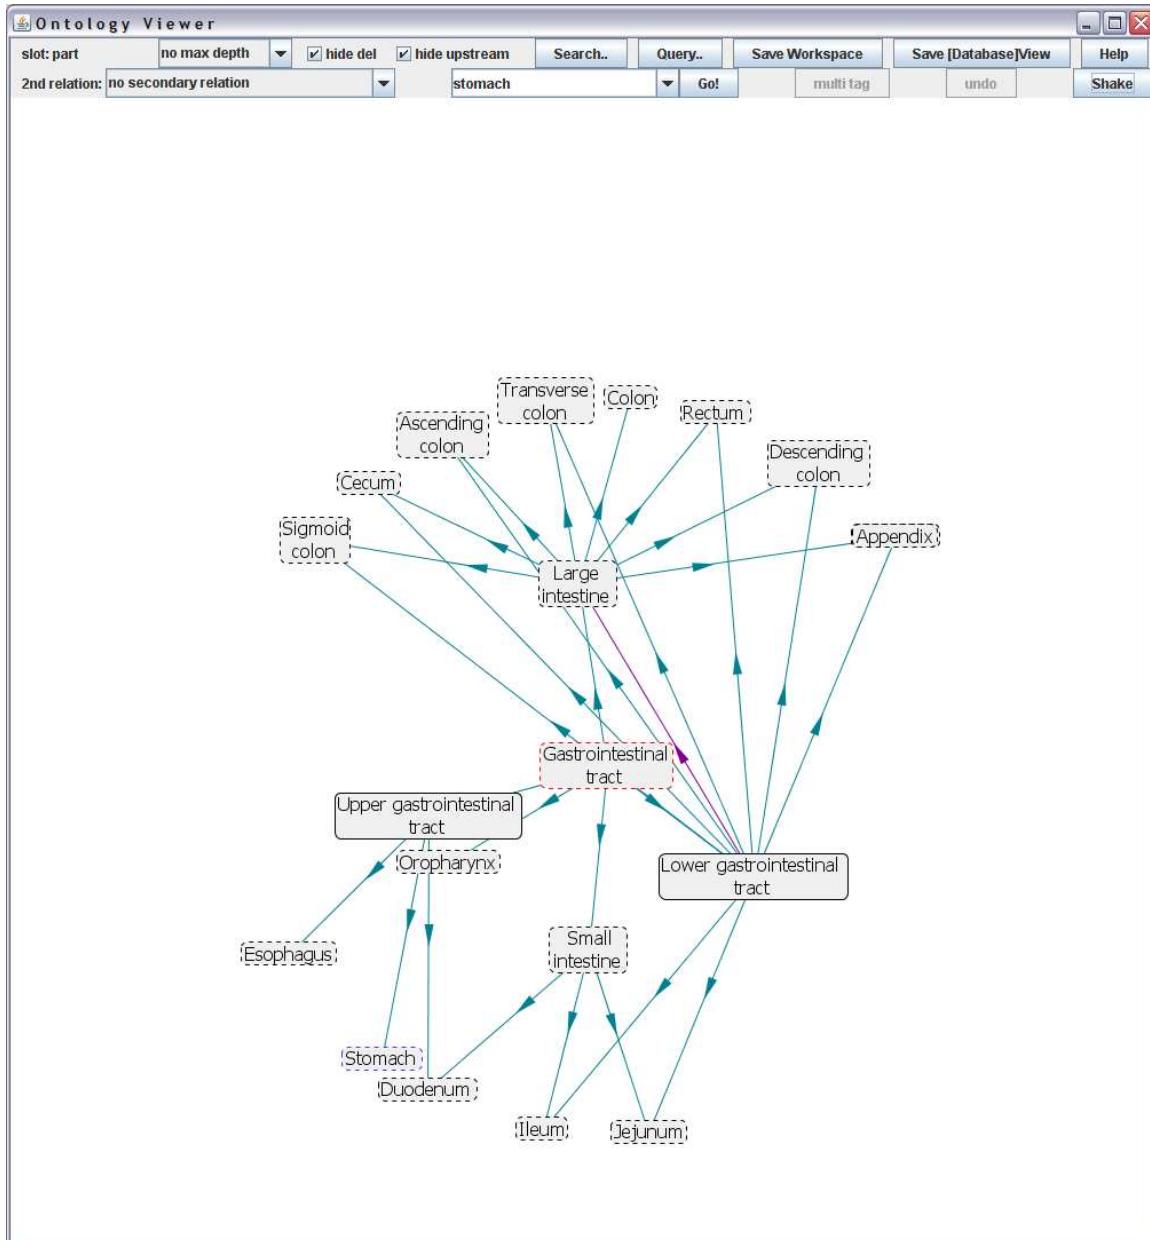 Ontology Viewer
slot: part no max depth hide del hide upstream Search.. Query.. Save Workspace Save [Database]View Help
2nd relation: no secondary relation stomach Go! multi tag undo Shake
Transverse
colon
Colon
Rectum
Ascending
colon
Descending
colon
Cecum
Sigmoid
colon
Appendix
Large
intestine
Gastrointestinal
tract
Upper gastrointestinal
tract
Oropharynx
Lower gastrointestinal
tract
Esophagus
Small
intestine
Stomach
Duodenum
Ileum
Jejunum